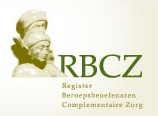 RBCZ
Register
Beroepsbeoefenaren
Complementaire Zorg